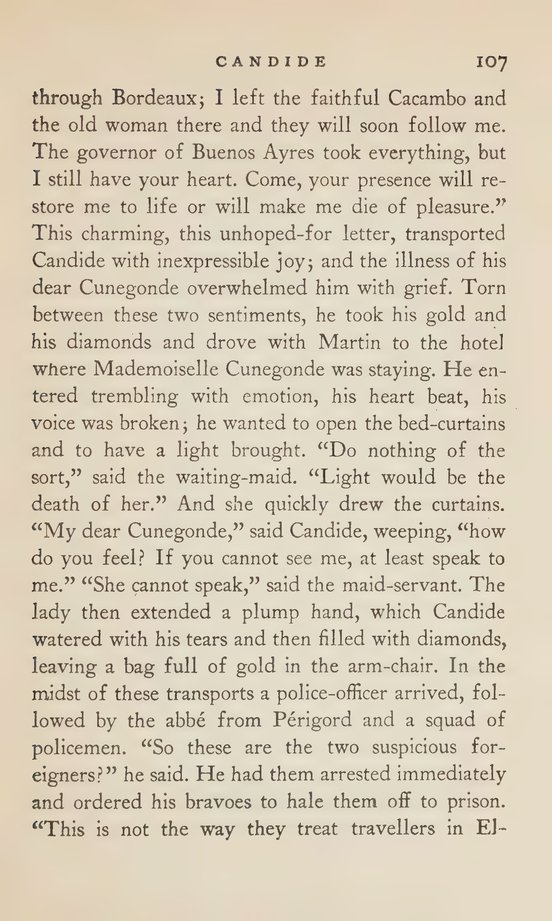 CANDIDE 107
through Bordeaux; I left the faithful Cacambo and
the old woman there and they will soon follow me.
The governor of Buenos Ayres took everything, but
I still have your heart. Come, your presence will re-
store me to life or will make me die of pleasure.”
This charming, this unhoped-for letter, transported
Candide with inexpressible joy; and the illness of his
dear Cunegonde overwhelmed him with grief. Torn
between these two sentiments, he took his gold and
his diamonds and drove with Martin to the hotel
where Mademoiselle Cunegonde was staying. He en-
tered trembling with emotion, his heart beat, his
voice was broken; he wanted to open the bed-curtains
and to have a light brought. “Do nothing of the
sort,” said the waiting-maid. “Light would be the
death of her.” And she quickly drew the curtains.
“My dear Cunegonde,” said Candide, weeping, “how
do you feel? If you cannot see me, at least speak to
me.” “She cannot speak,” said the maid-servant. The
lady then extended a plump hand, which Candide
watered with his tears and then filled with diamonds,
leaving a bag full of gold in the arm-chair. In the
midst of these transports a police-officer arrived, fol-
lowed by the abbé from Périgord and a squad of
policemen. “So these are the two suspicious for-
eigners?” he said. He had them arrested immediately
and ordered his bravoes to hale them off to prison.
“This is not the way they treat travellers in El-